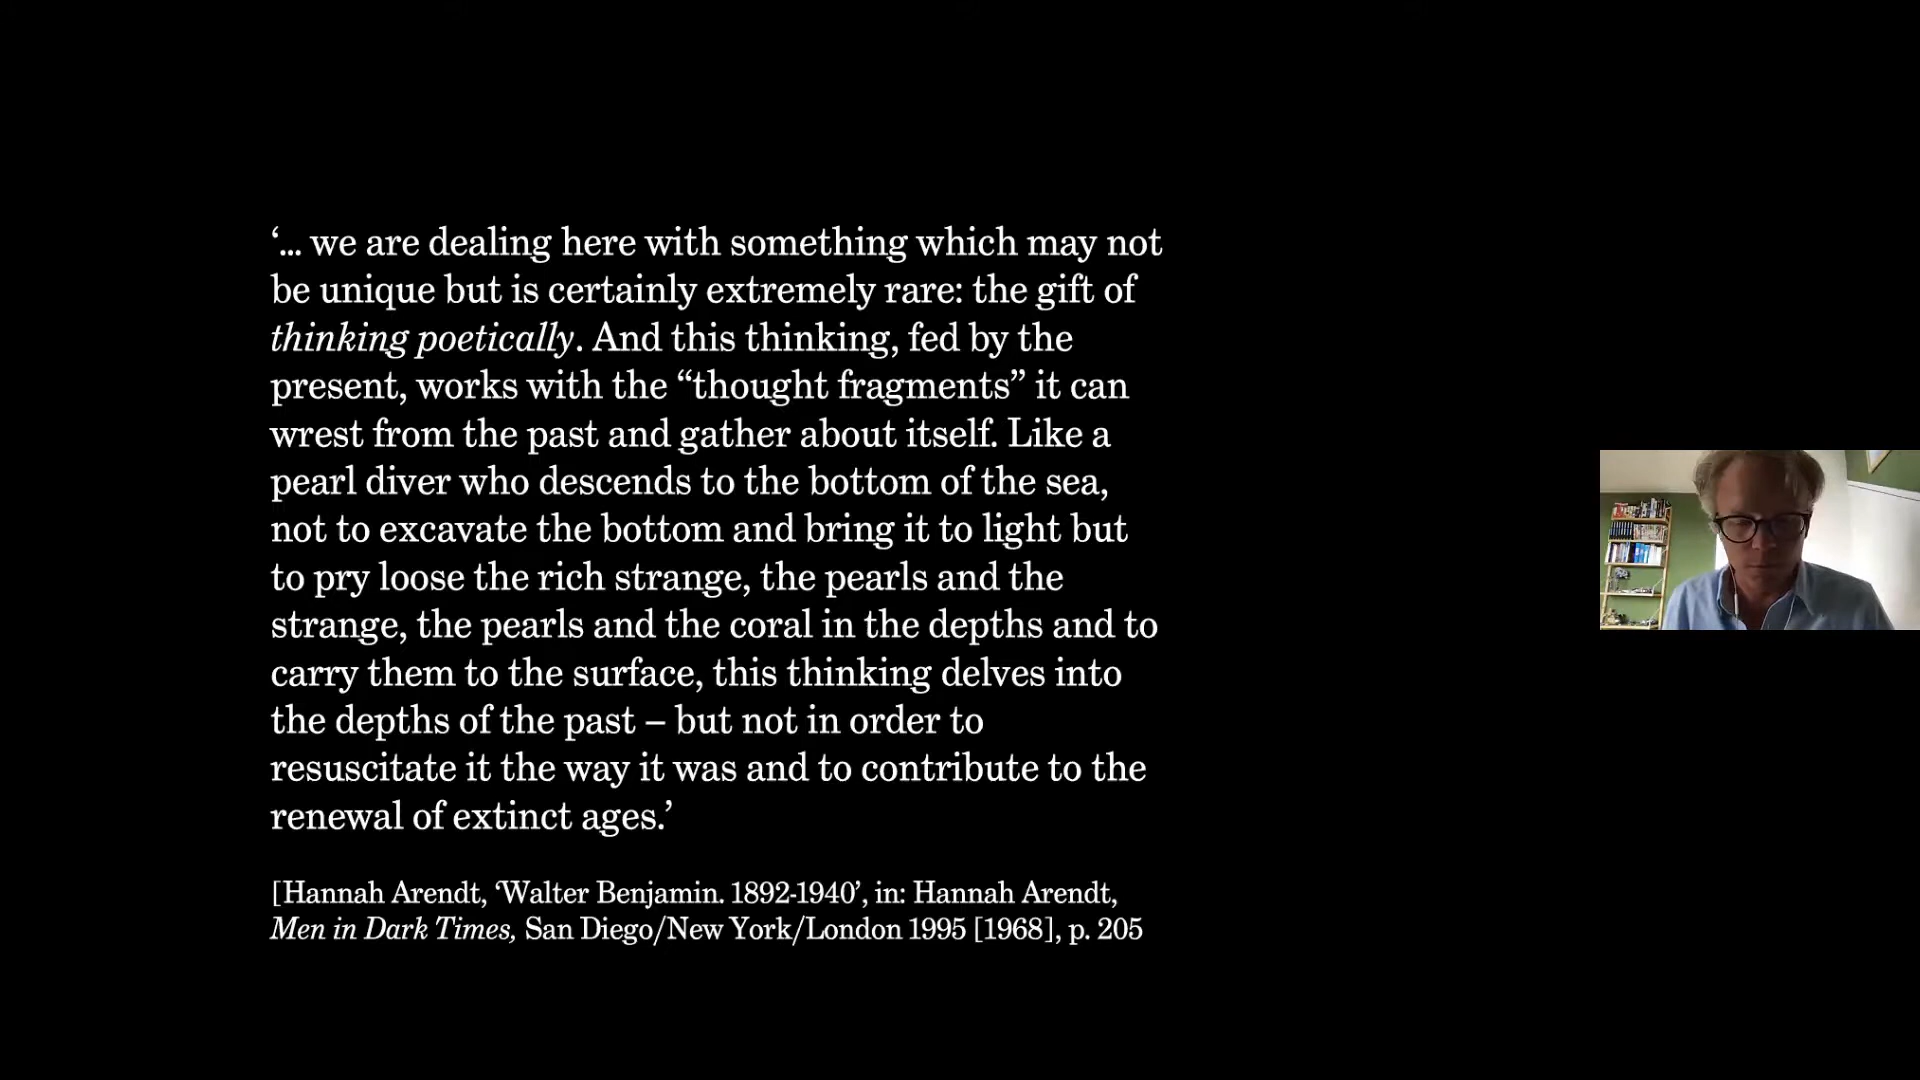 ‘... we are dealing here with something which may not
be unique but is certainly extremely rare: the gift of
thinking poetically. And this thinking, fed by the
present, works with the “thought fragments” it can
wrest from the past and gather about itself. Like a
pearl diver who descends to the bottom of the sea,
not to excavate the bottom and bring it to light but
to pry loose the rich strange, the pearls and the
strange, the pearls and the coral in the depths and to
carry them to the surface, this thinking delves into
the depths of the past – but not in order to
resuscitate it the way it was and to contribute to the
renewal of extinct ages.’
[Hannah Arendt, ‘Walter Benjamin. 1892-1940’, in: Hannah Arendt,
Men in Dark Times, San Diego/New York/London 1995 [1968], p. 205